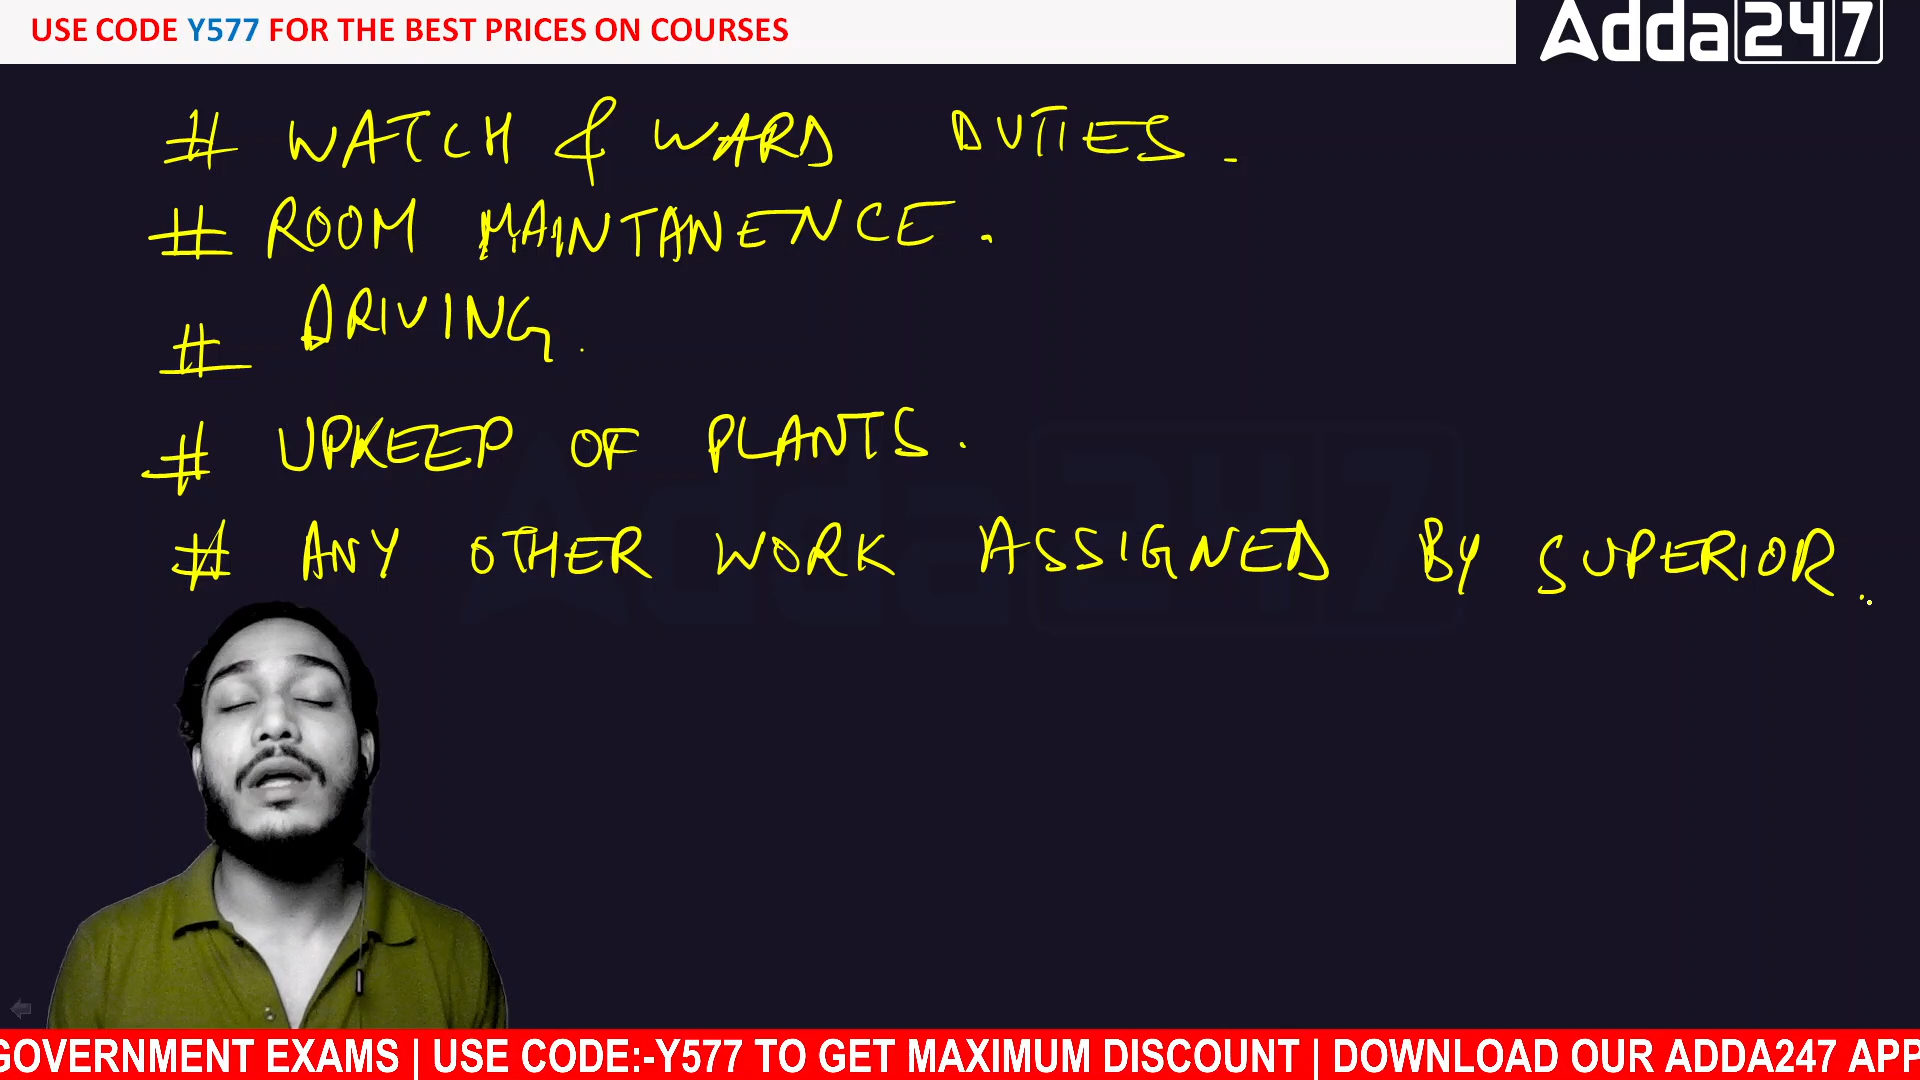 USE CODE Y577 FOR THE BEST PRICES ON COURSES
Adda247
# WATCH & WARD DUTIES.
# ROOM MAINTANENCE.
# DRIVING.
# UPKEEP OF PLANTS.
# ANY OTHER WORK ASSIGNED BY SUPERIOR..
Adda247
GOVERNMENT EXAMS | USE CODE:-Y577 TO GET MAXIMUM DISCOUNT | DOWNLOAD OUR ADDA247 APP